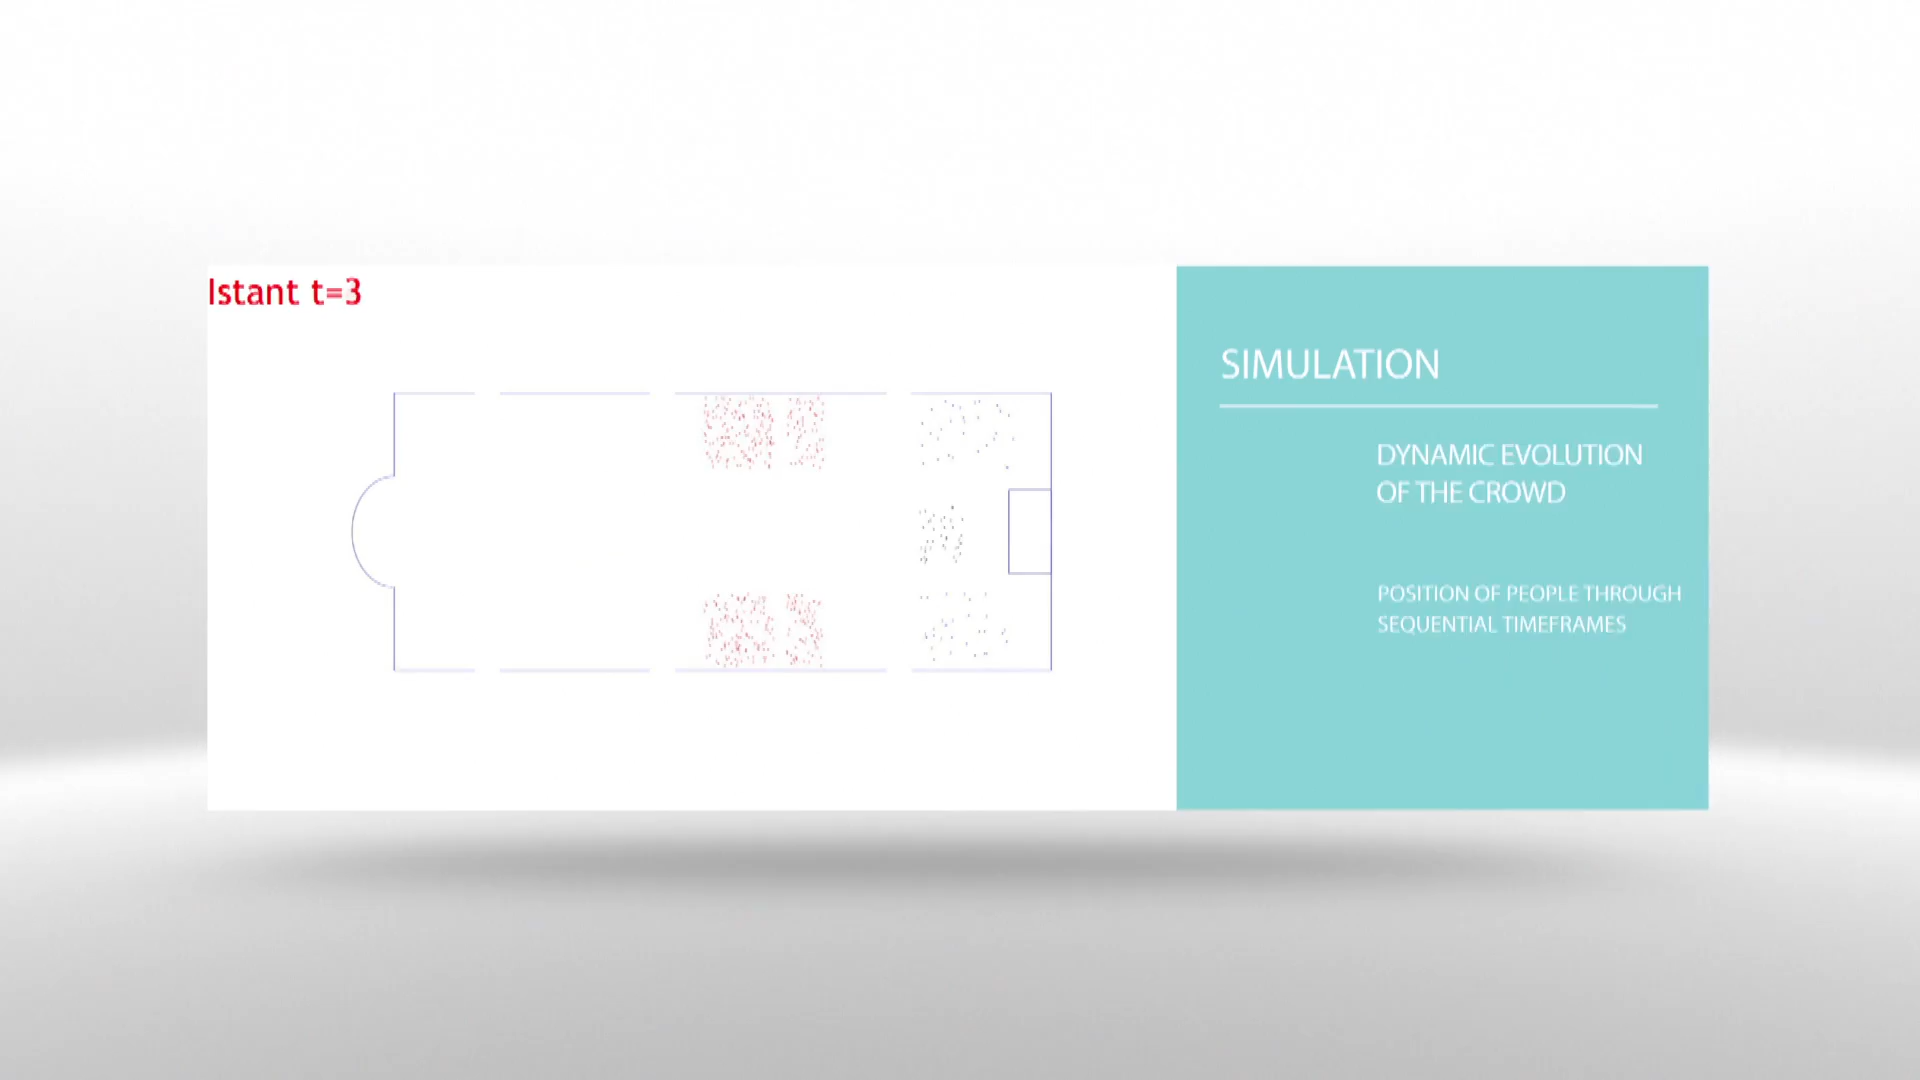 Istant t=3
SIMULATION
DYNAMIC EVOLUTION
OF THE CROWD
POSITION OF PEOPLE THROUGH
SEQUENTIAL TIMEFRAMES